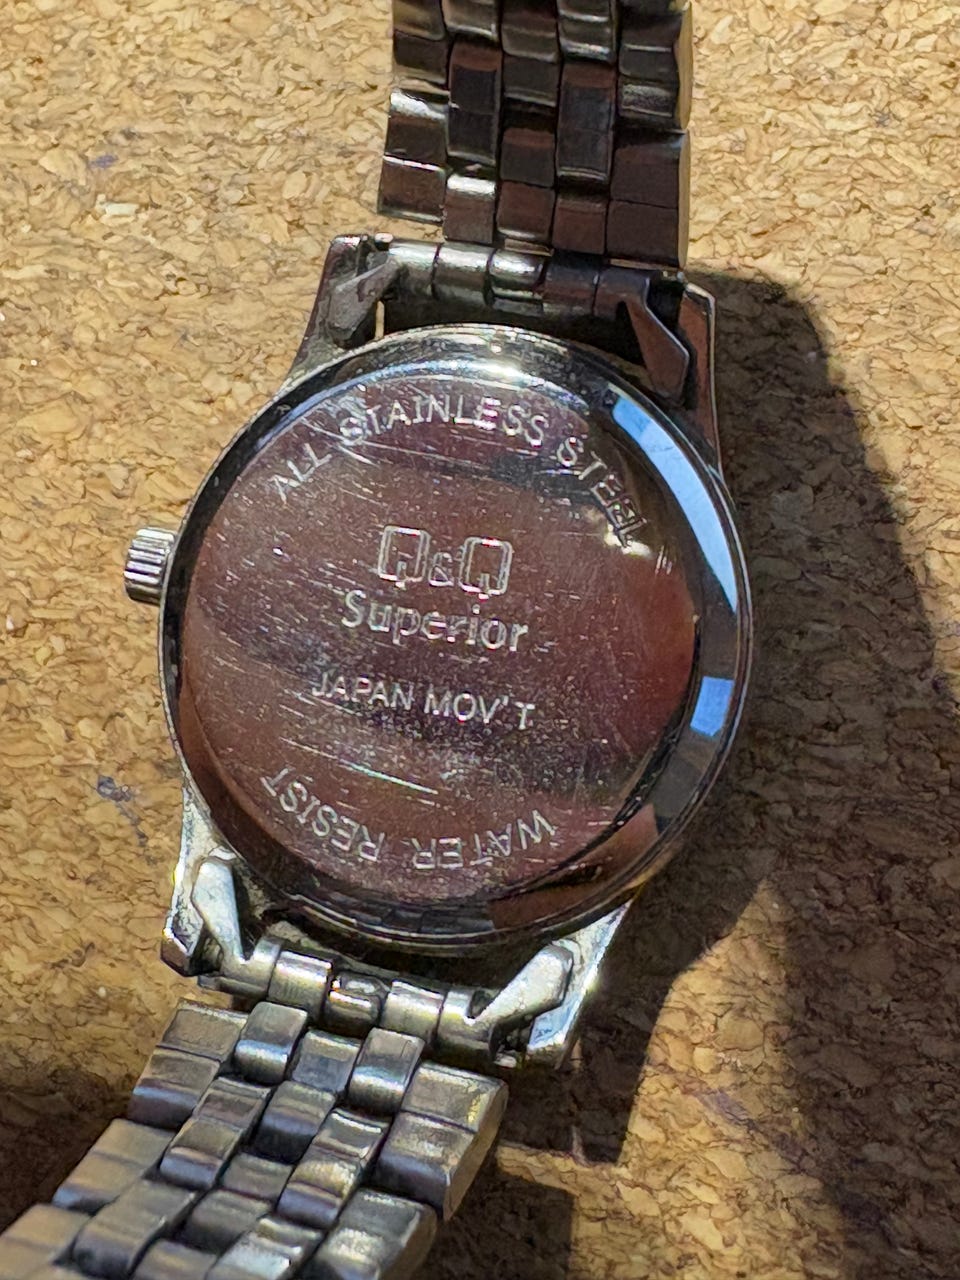 ALL STAINLESS STEEL
Q&Q
Superior
JAPAN MOV'T
WATER RESIST